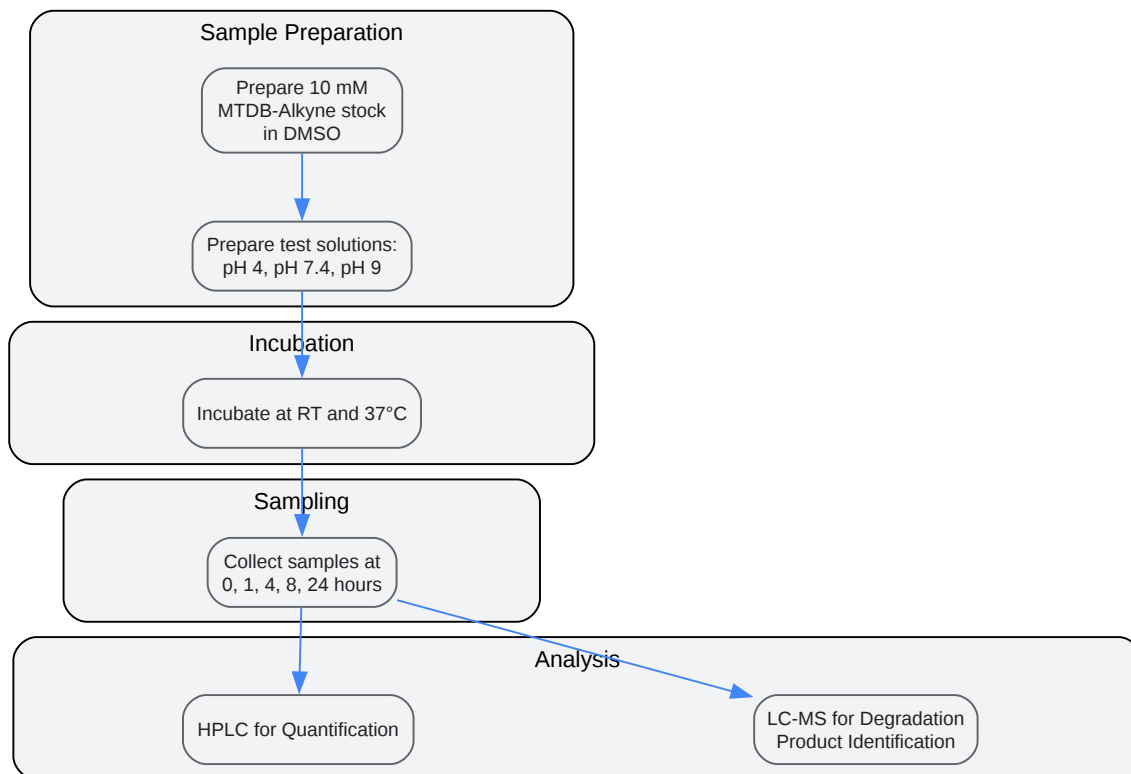 Sample Preparation
Prepare 10 mM
MTDB-Alkyne stock
in DMSO
Prepare test solutions:
pH 4, pH 7.4, pH 9
Incubation
Incubate at RT and 37°C
Sampling
Collect samples at
0, 1, 4, 8, 24 hours
Analysis
HPLC for Quantification
LC-MS for Degradation
Product Identification